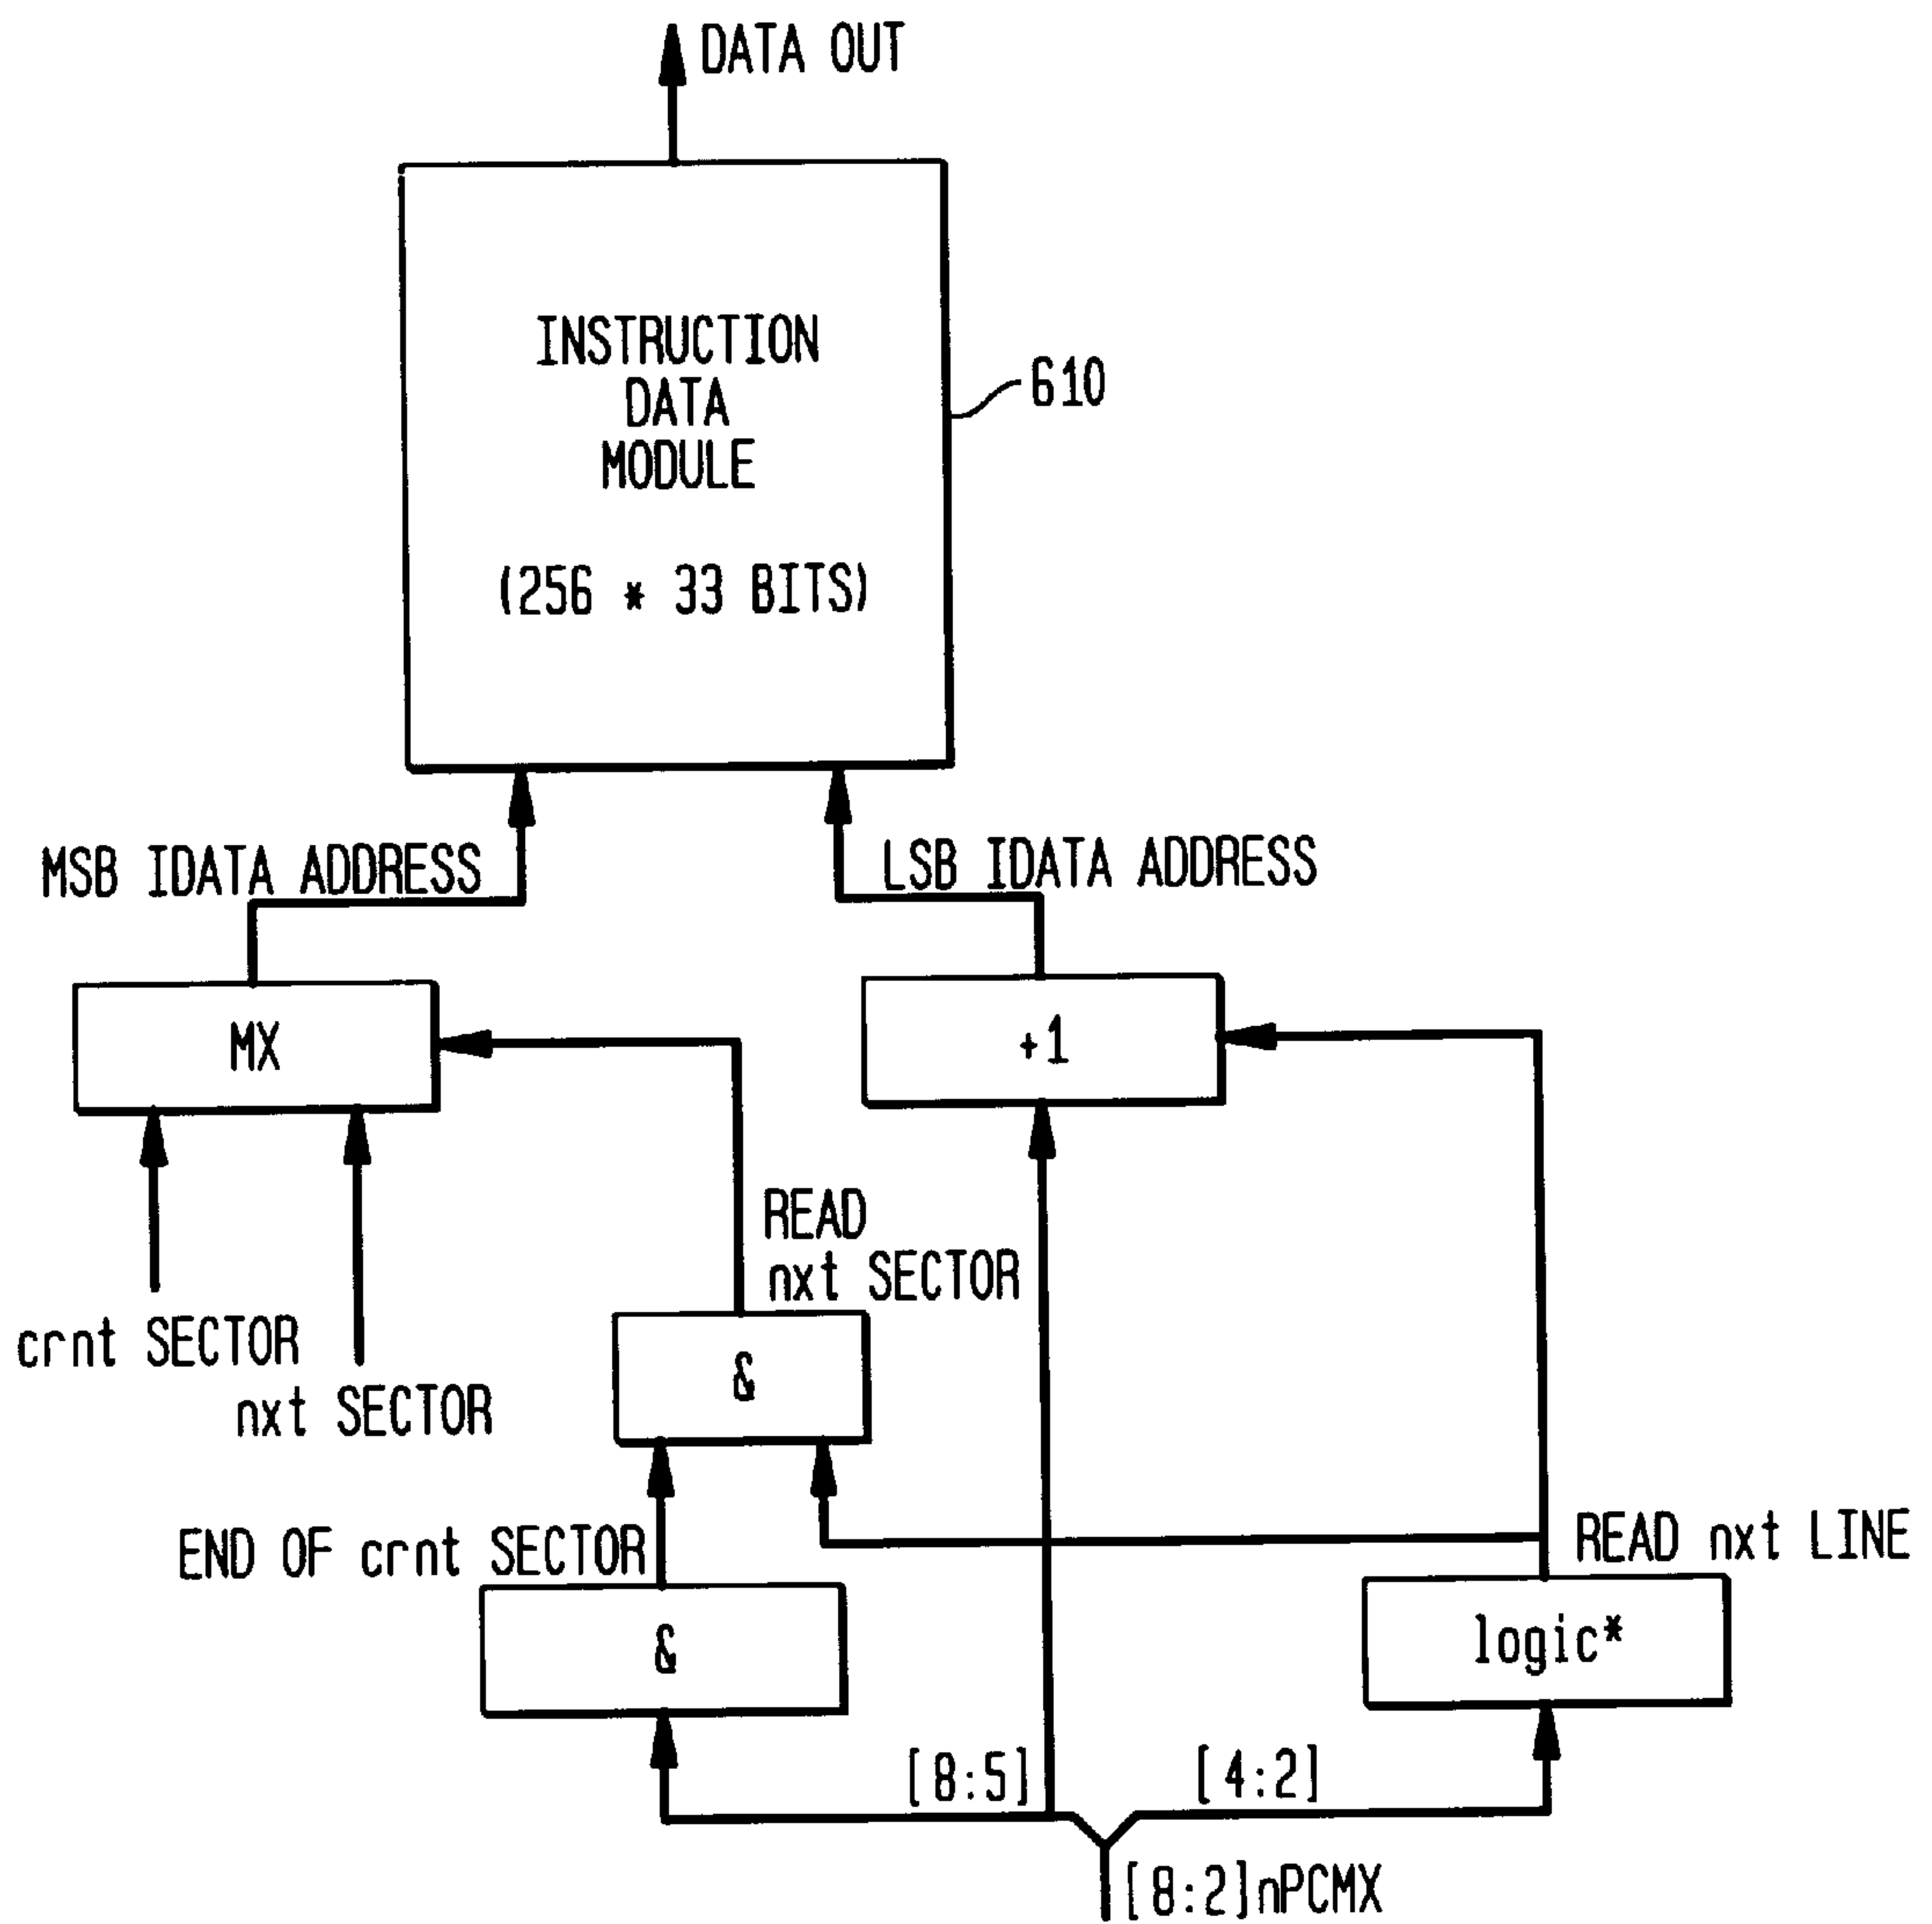 DATA OUT
INSTRUCTION
DATA
MODULE
(256 * 33 BITS)
610
MSB IDATA ADDRESS
LSB IDATA ADDRESS
MX
+1
READ
nxt SECTOR
crnt SECTOR
nxt SECTOR
&
END OF crnt SECTOR
READ nxt LINE
&
logic*
[8:5]
[4:2]
[8:2]nPCMX